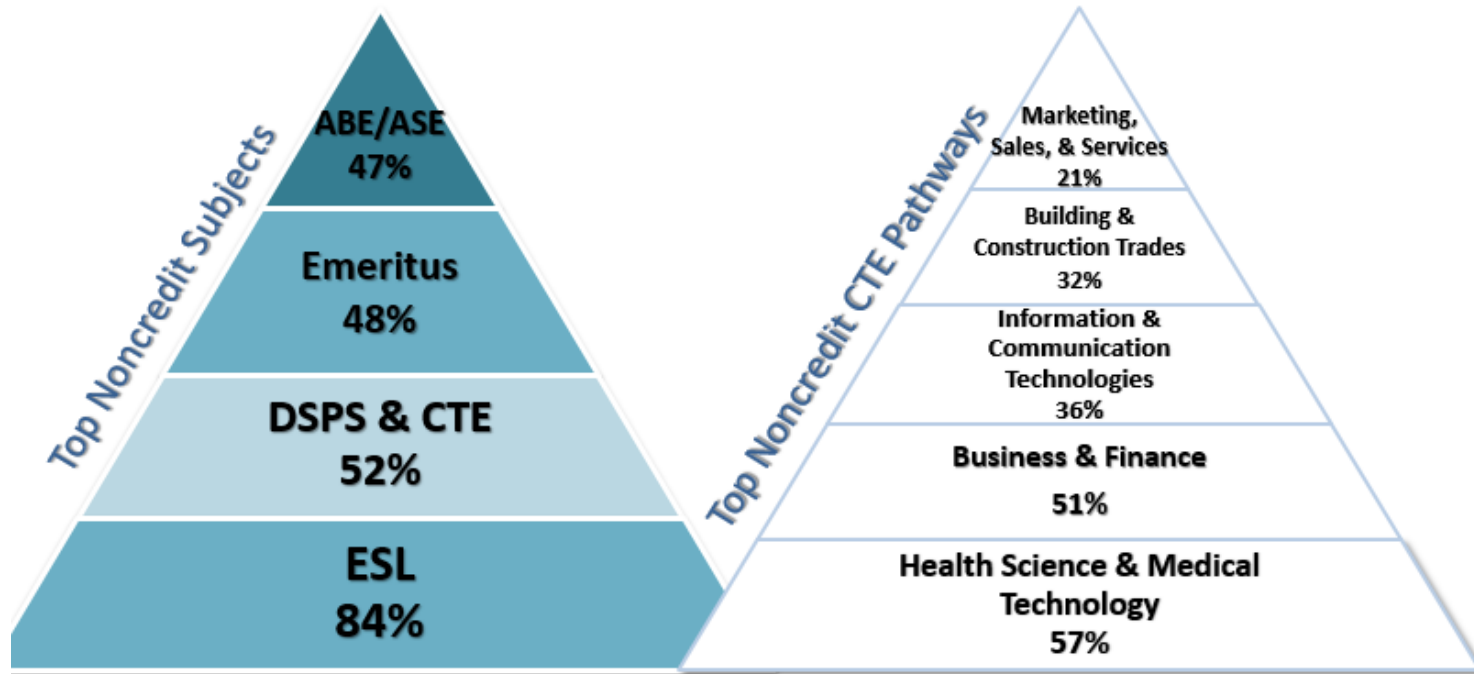 Top Noncredit Subjects
ABE/ASE
47%
Emeritus
48%
DSPS & CTE
52%
ESL
84%
Top Noncredit CTE Pathways
Marketing,
Sales, & Services
21%
Building &
Construction Trades
32%
Information &
Communication
Technologies
36%
Business & Finance
51%
Health Science & Medical
Technology
57%